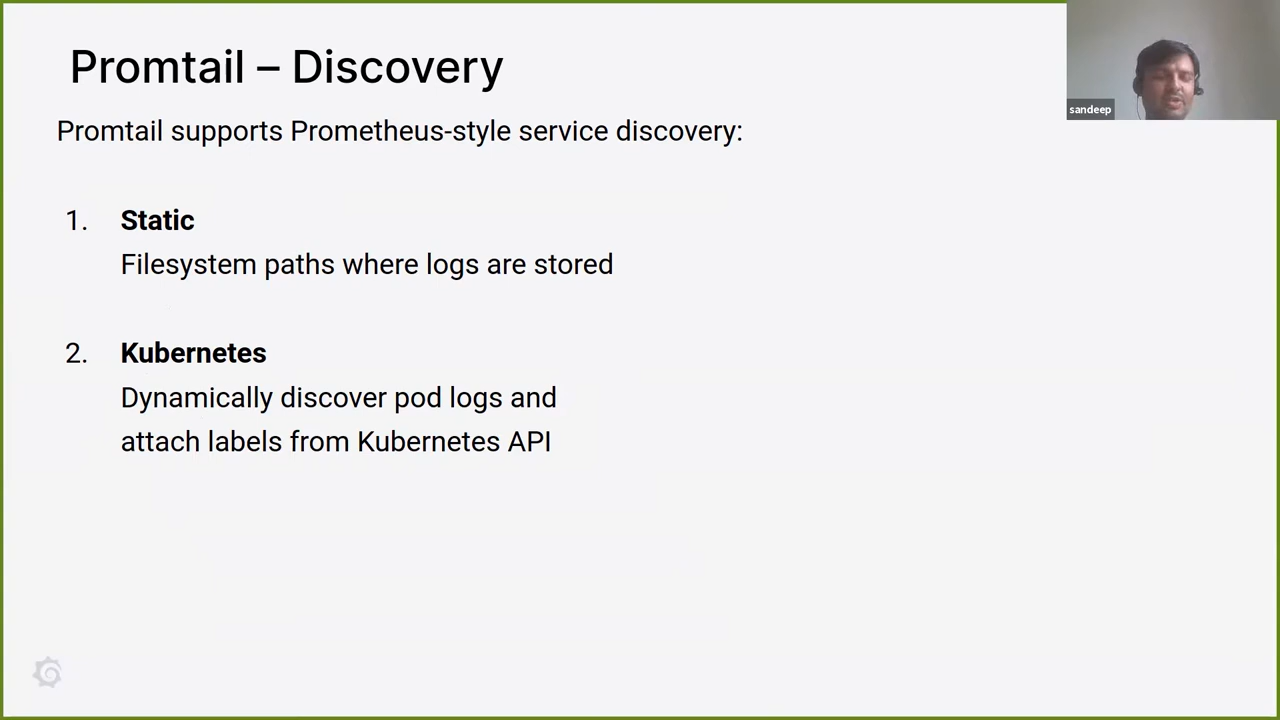 Promtail – Discovery
sandeep
Promtail supports Prometheus-style service discovery:
1. Static
Filesystem paths where logs are stored
2. Kubernetes
Dynamically discover pod logs and
attach labels from Kubernetes API